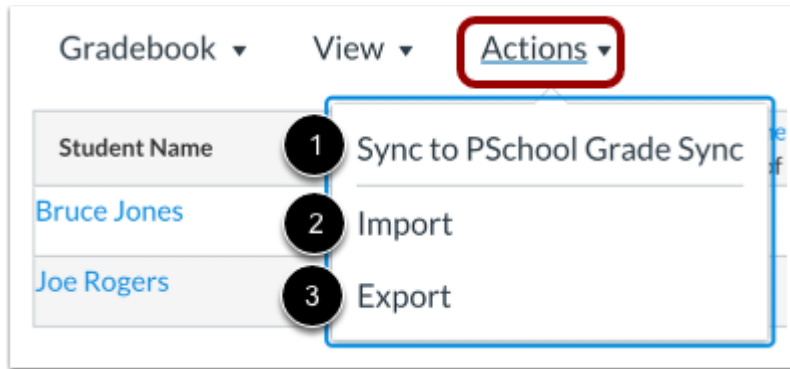 Gradebook ▾ View ▾ Actions ▾
Student Name
1 Sync to PSchool Grade Sync
of
Bruce Jones
2 Import
Joe Rogers
3 Export